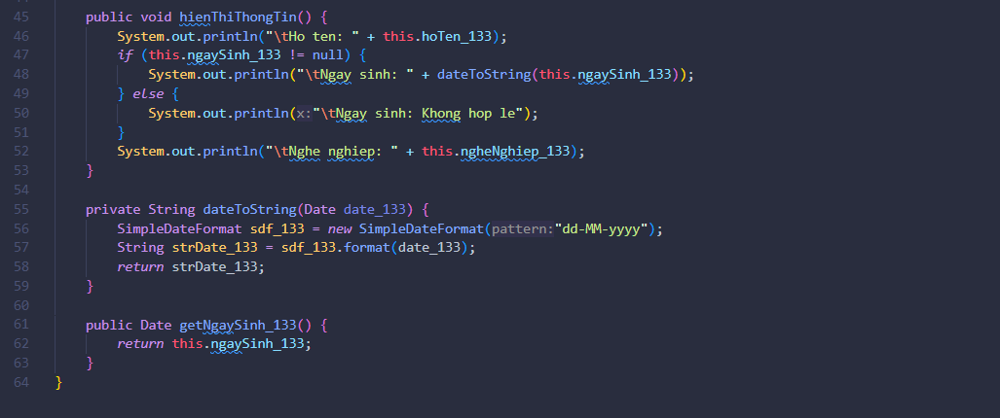 45 public void hienThiThongTin() {
46 System.out.println("\tHo ten: " + this.hoTen_133);
47 if (this.ngaySinh_133 != null) {
48 System.out.println("\tNgay sinh: " + dateToString(this.ngaySinh_133));
49 } else {
50 System.out.println(x:"\tNgay sinh: Khong hop le");
51 }
52 System.out.println("\tNghe nghiep: " + this.ngheNghiep_133);
53 }
54
55 private String dateToString(Date date_133) {
56 SimpleDateFormat sdf_133 = new SimpleDateFormat(pattern:"dd-MM-yyyy");
57 String strDate_133 = sdf_133.format(date_133);
58 return strDate_133;
59 }
60
61 public Date getNgaySinh_133() {
62 return this.ngaySinh_133;
63 }
64 }